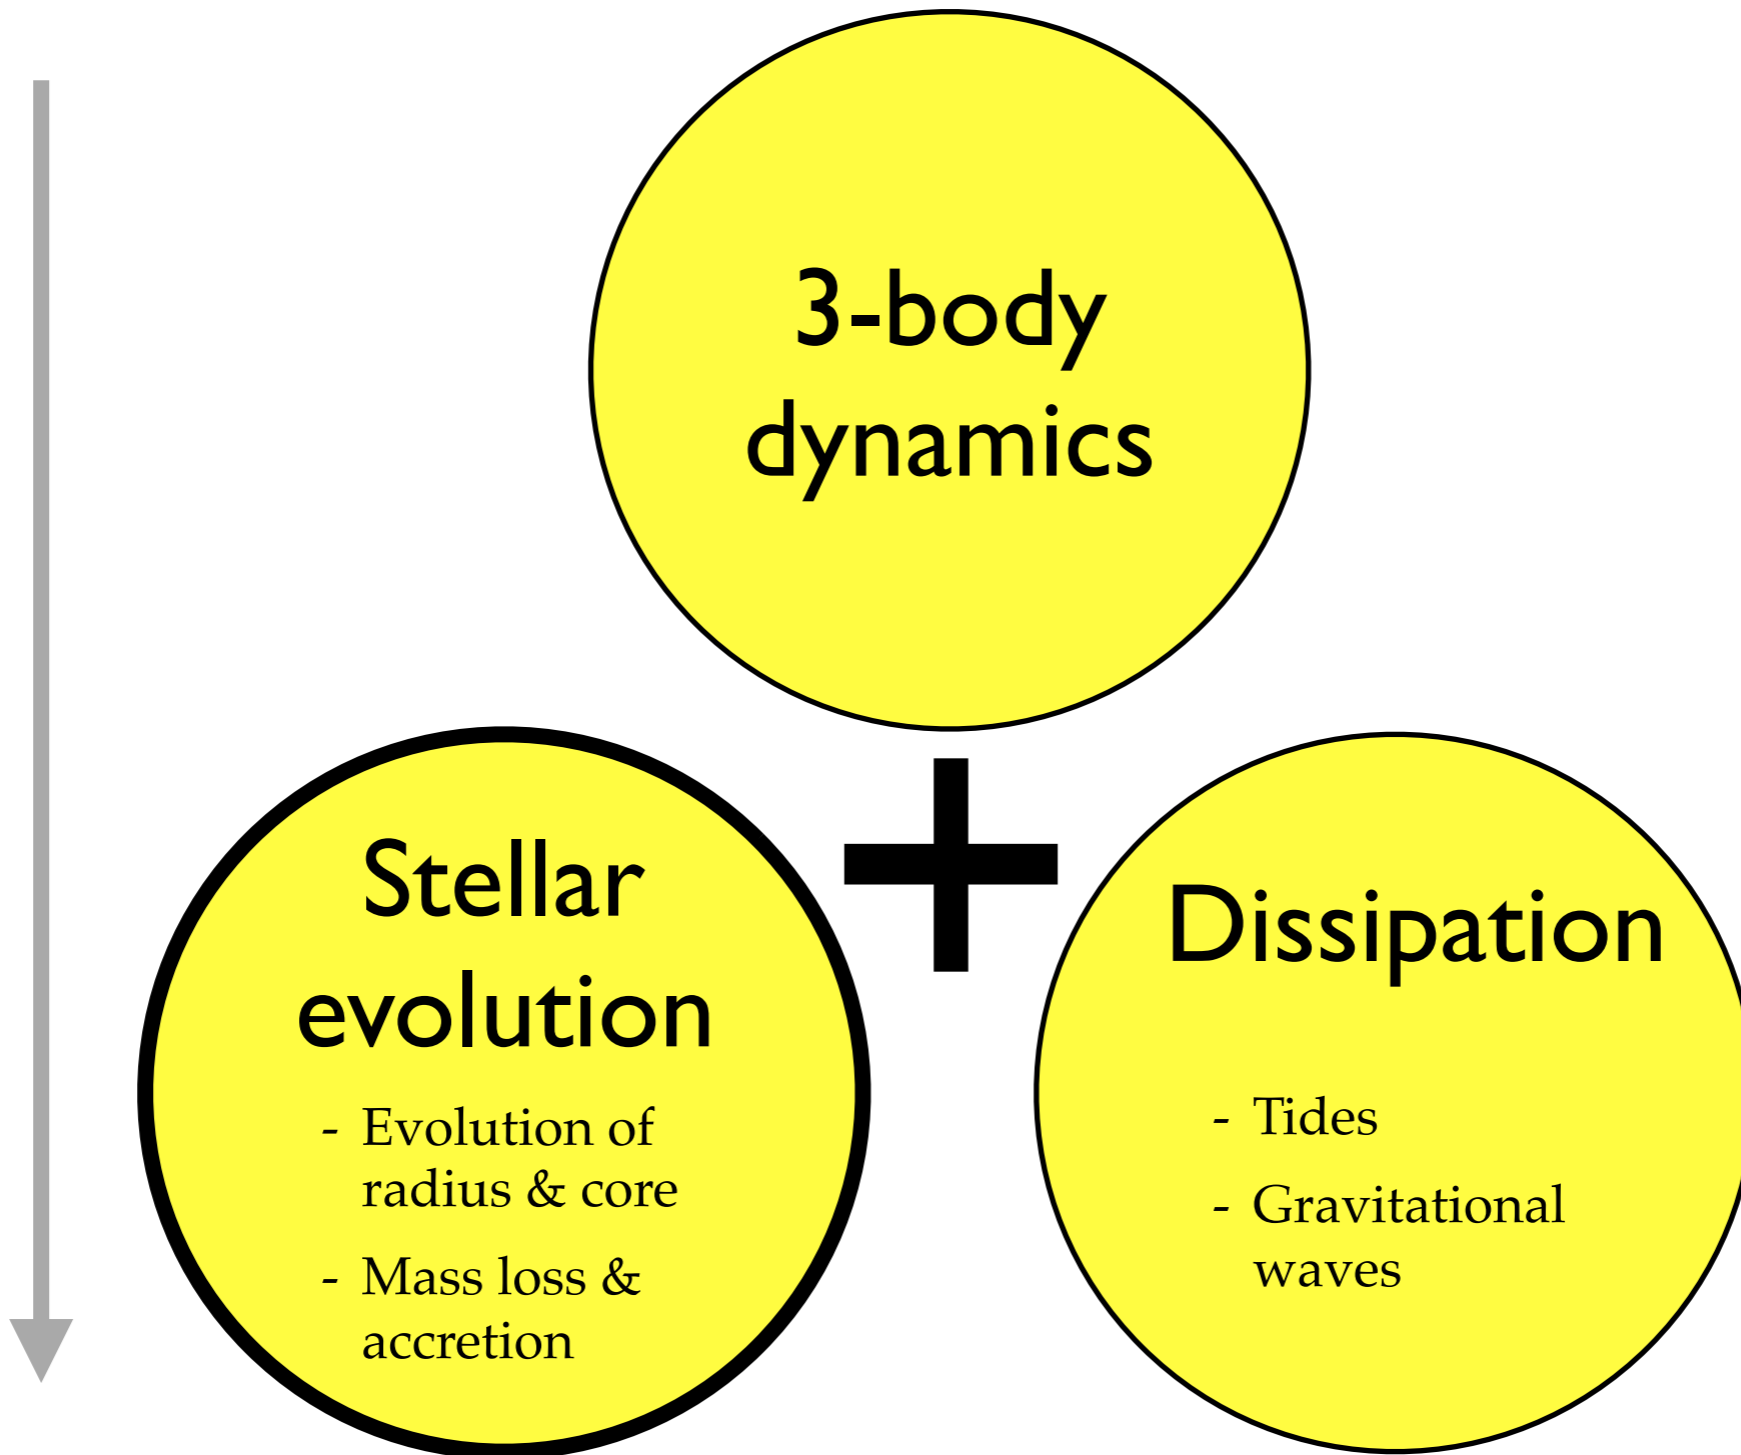 3-body
dynamics
Stellar
evolution
- Evolution of
radius & core
- Mass loss &
accretion
+
Dissipation
- Tides
- Gravitational
waves